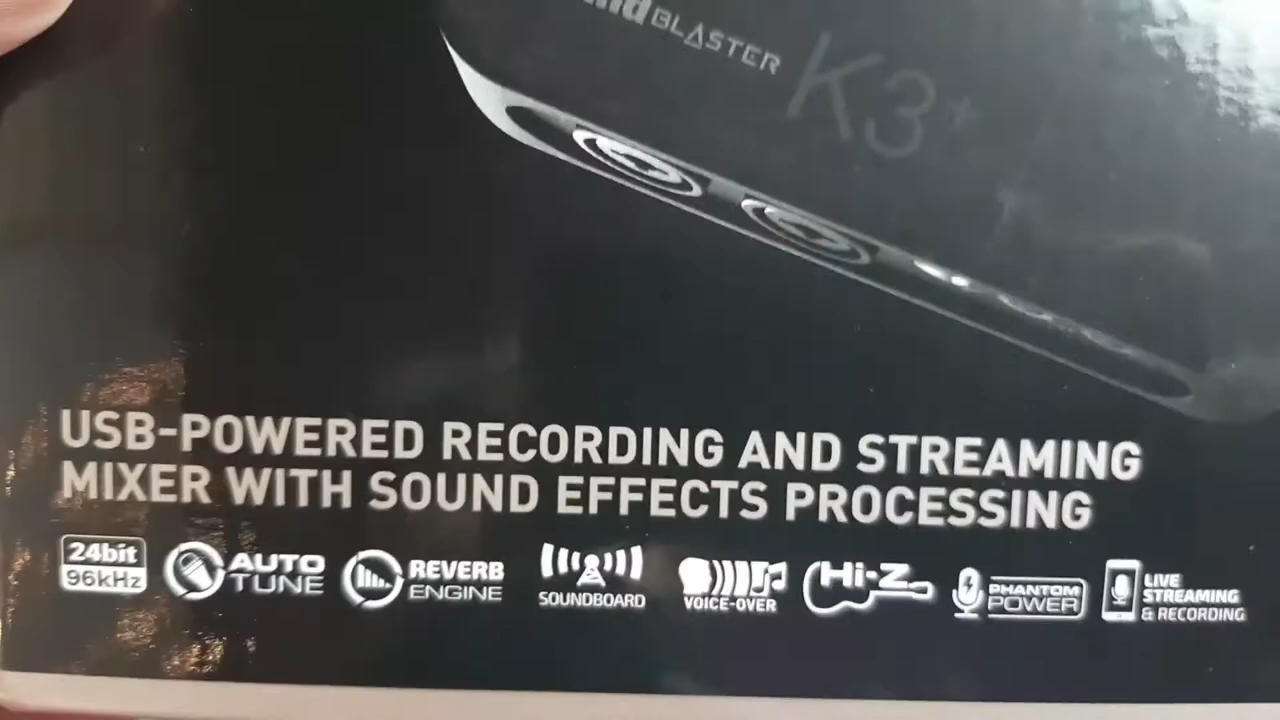 BLASTER K3+
USB-POWERED RECORDING AND STREAMING
MIXER WITH SOUND EFFECTS PROCESSING
24bit
96kHz
AUTO
TUNE
REVERB
ENGINE
SOUNDBOARD
VOICE-OVER
Hi-Z
PHANTOM
POWER
LIVE
STREAMING
& RECORDING